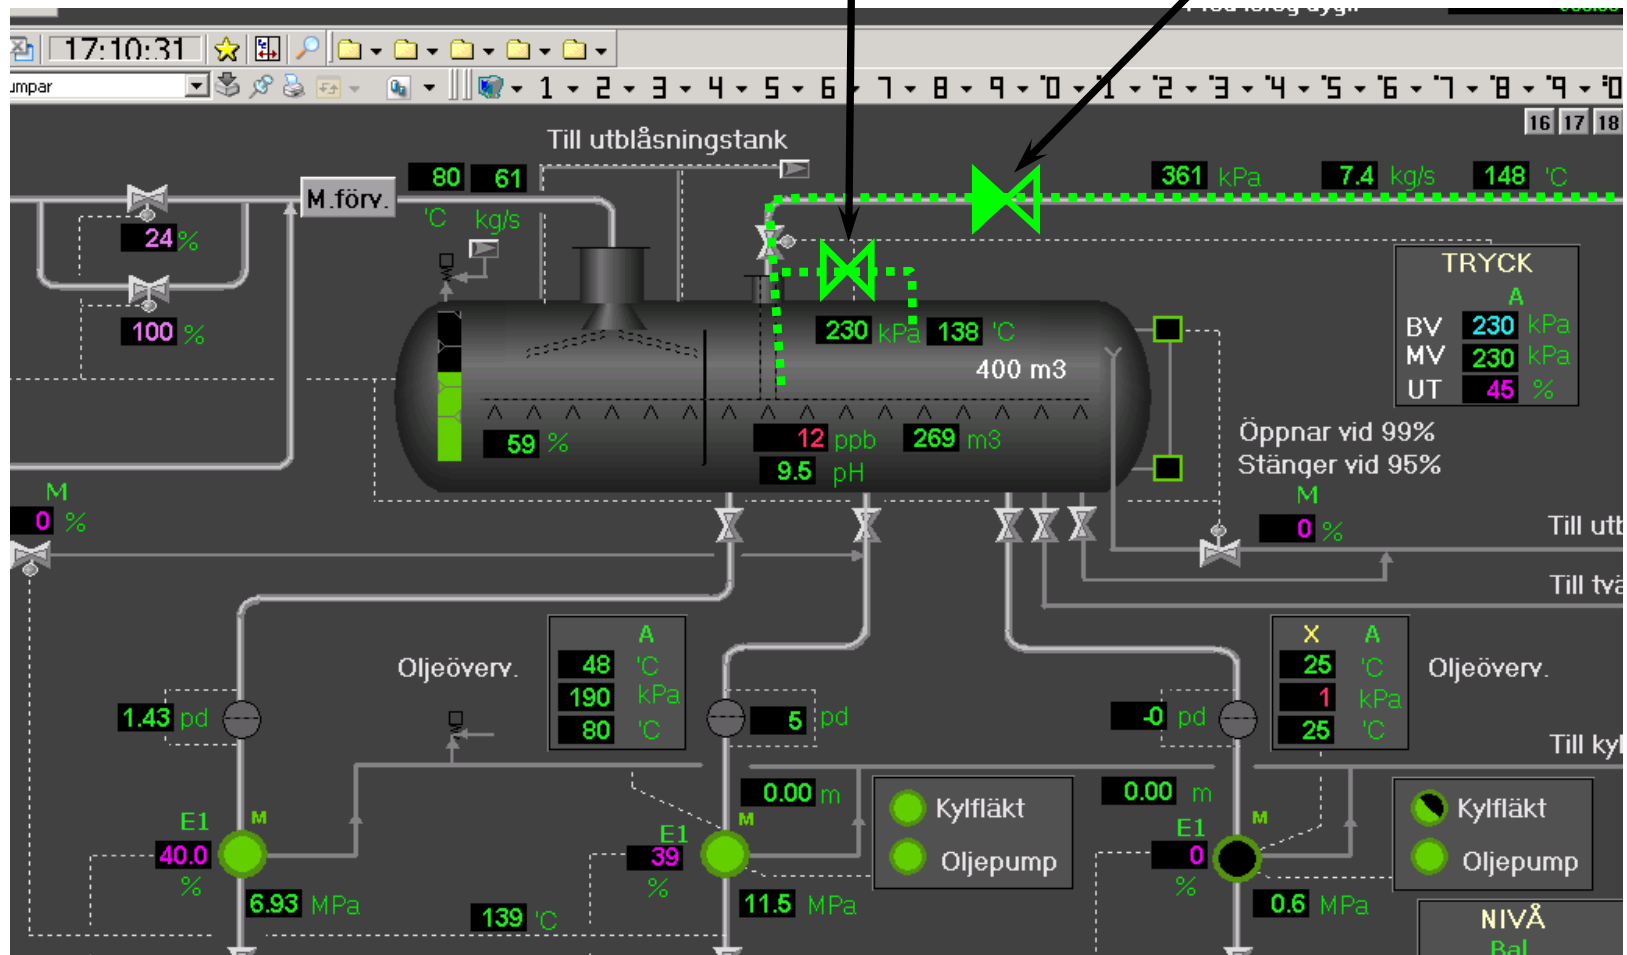 17:10:31
umpar
1 2 3 4 5 6 7 8 9 '0 '1 '2 '3 '4 '5 '6 '7 '8 '9
16 17 18
Till utblåsningstank
M.förv.
80 61
'C kg/s
361 kPa 7.4 kg/s 148 'C
24 %
100 %
TRYCK
A
BV 230 kPa
MV 230 kPa
UT 45 %
230 kPa 138 'C
400 m3
59 %
12 ppb 269 m3
9.5 pH
Öppnar vid 99%
Stänger vid 95%
M
0 %
M
0 %
Till utb
Till tvä
Oljeöverv.
A
48 'C
190 kPa
80 'C
X A
25 'C
1 kPa
25 'C
Oljeöverv.
1.43 pd
5 pd
-0 pd
Till kyl
0.00 m
0.00 m
Kylfläkt
Oljepump
Kylfläkt
Oljepump
E1 M
40.0
%
6.93 MPa
E1 M
39
%
11.5 MPa
E1 M
0
%
0.6 MPa
139 'C
NIVÅ
Bal